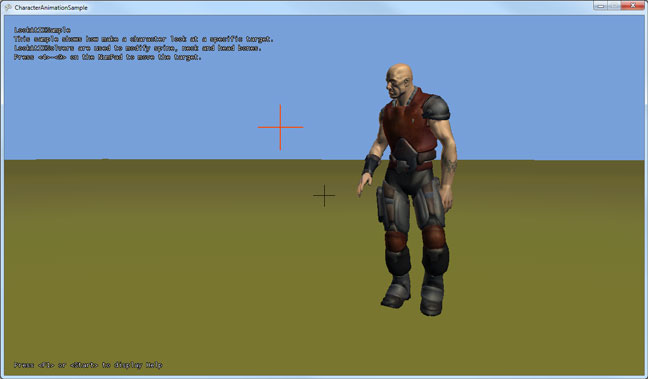 CharacterAnimationSample
LookAtIKSample
This sample shows how make a character look at a specific target.
LookAtIKSolvers are used to modify spine, neck and head bones.
Press <4>-<9> on the NumPad to move the target.
Press <F1> or <Start> to display Help